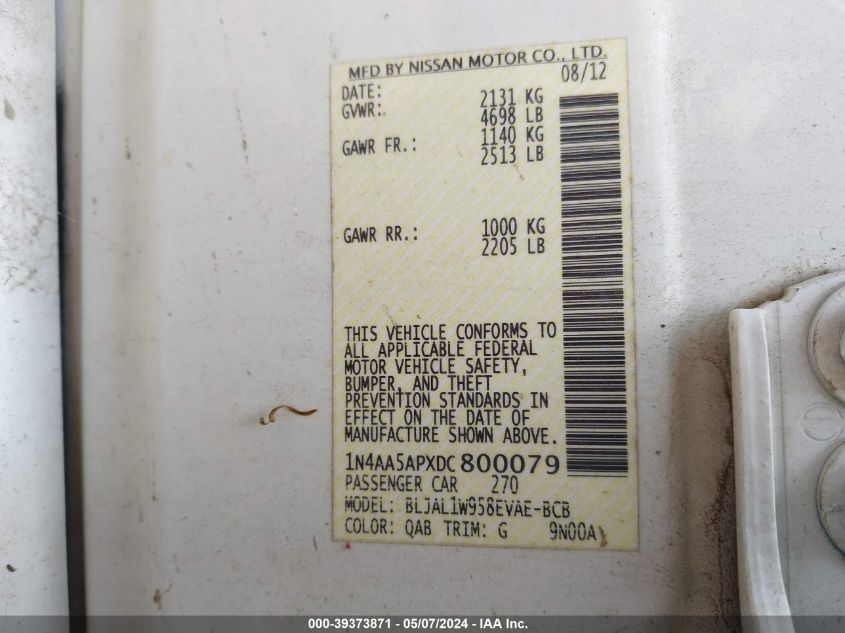 MFD BY NISSAN MOTOR CO., LTD.
DATE: 08/12
GVWR: 2131 KG
4698 LB
GAWR FR.: 1140 KG
2513 LB
GAWR RR.: 1000 KG
2205 LB
THIS VEHICLE CONFORMS TO
ALL APPLICABLE FEDERAL
MOTOR VEHICLE SAFETY,
BUMPER, AND THEFT
PREVENTION STANDARDS IN
EFFECT ON THE DATE OF
MANUFACTURE SHOWN ABOVE.
1N4AA5APXDC800079
PASSENGER CAR 270
MODEL: BLJAL1W958EVAE-BCB
COLOR: QAB TRIM: G 9N00A
000-39373871 - 05/07/2024 - IAA Inc.